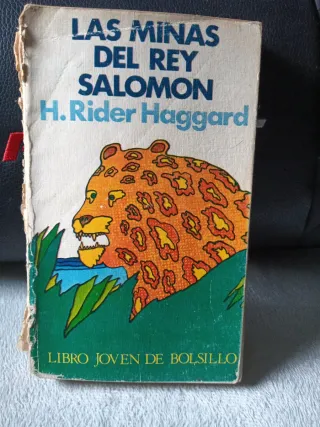 LAS MINAS
DEL REY
SALOMON
H. Rider Haggard
LIBRO JOVEN DE BOLSILLO